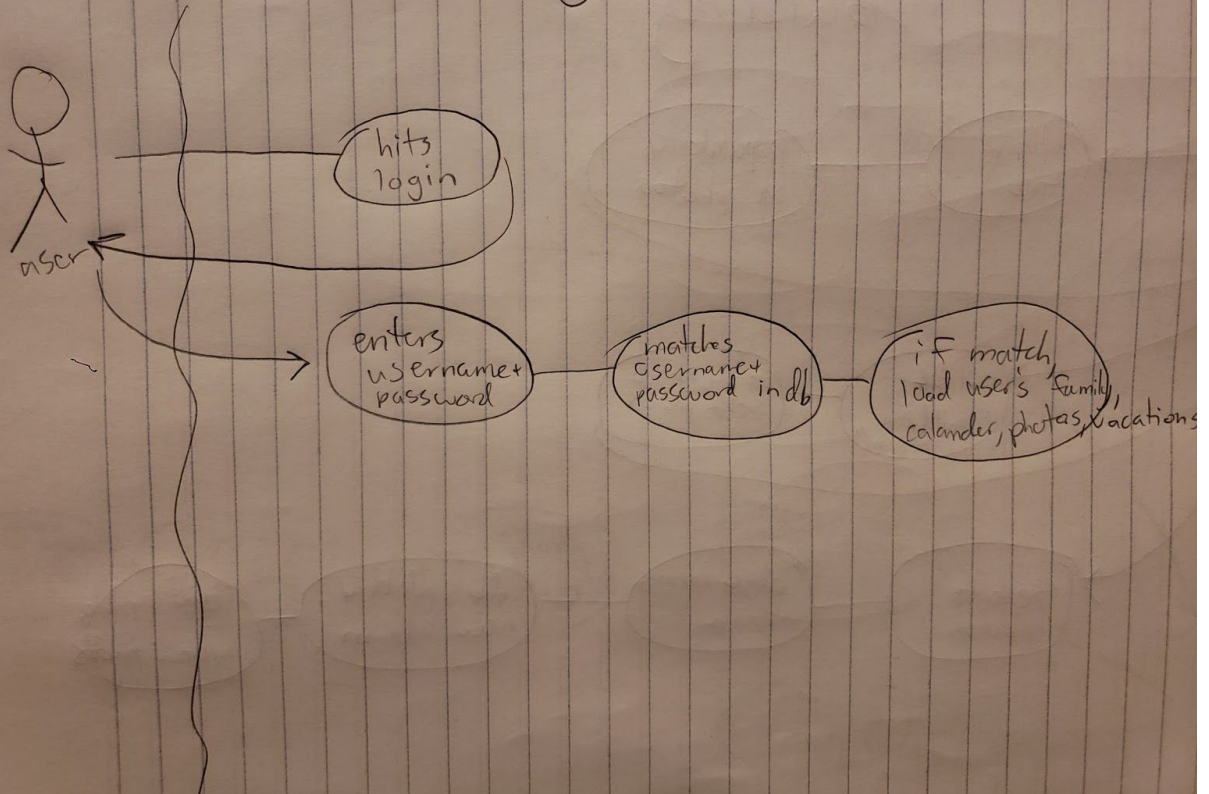 hits
login
user
enters
username+
password
matches
username+
password in db
if match,
load user's family,
calander, photos, vacations